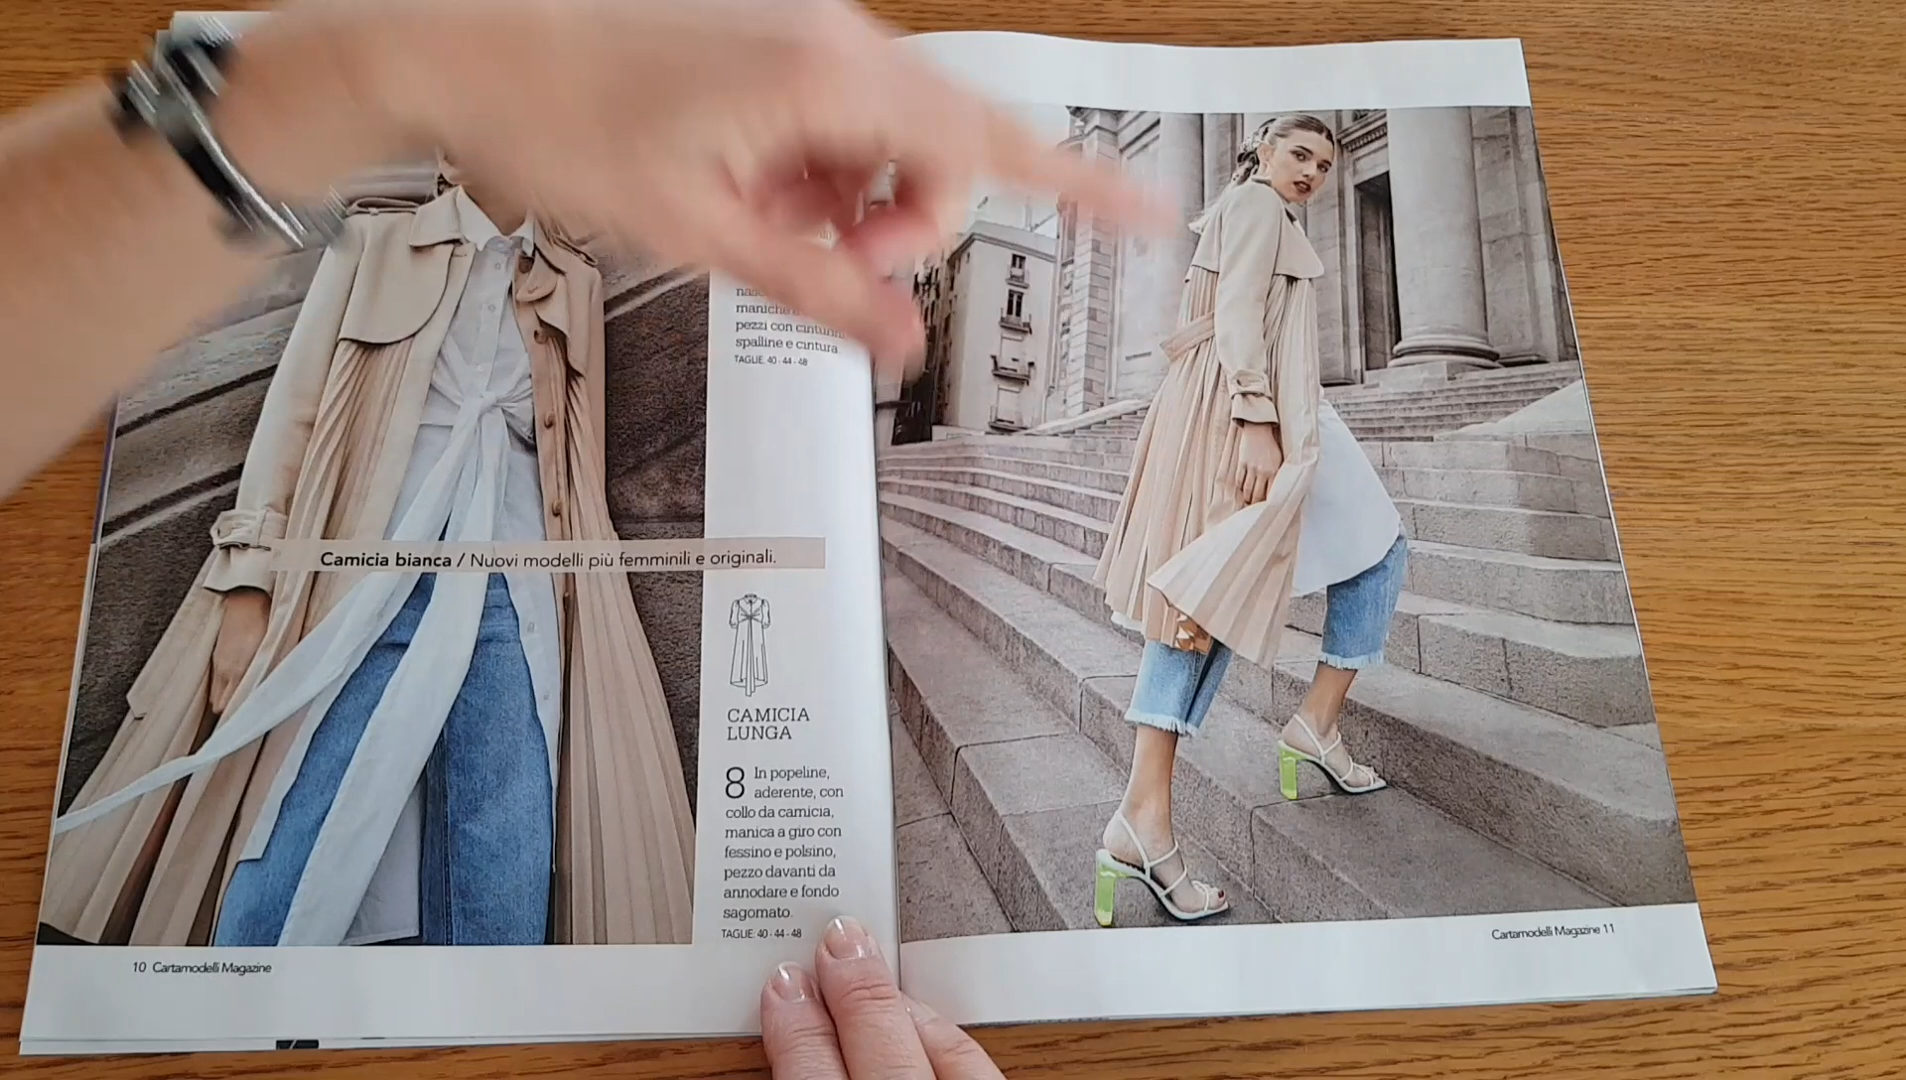 maniche
pezzi con cinturini
spalline e cintura
TAGLIE: 40 - 44 - 48
Camicia bianca / Nuovi modelli più femminili e originali.
CAMICIA
LUNGA
8 In popeline,
aderente, con
collo da camicia,
manica a giro con
fessino e polsino,
pezzo davanti da
annodare e fondo
sagomato.
TAGLIE: 40 - 44 - 48
10 Cartamodelli Magazine
Cartamodelli Magazine 11